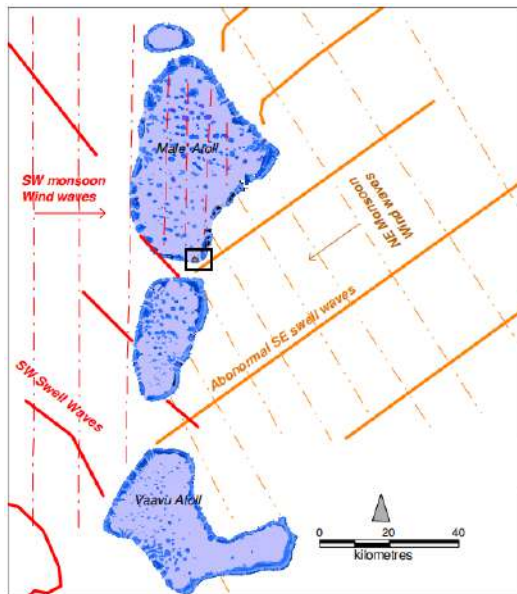 Male' Atoll
SW monsoon
Wind waves
NE Monsoon
Wind waves
Abonormal SE swell waves
SW Swell Waves
Vaavu Atoll
0 20 40
kilometres